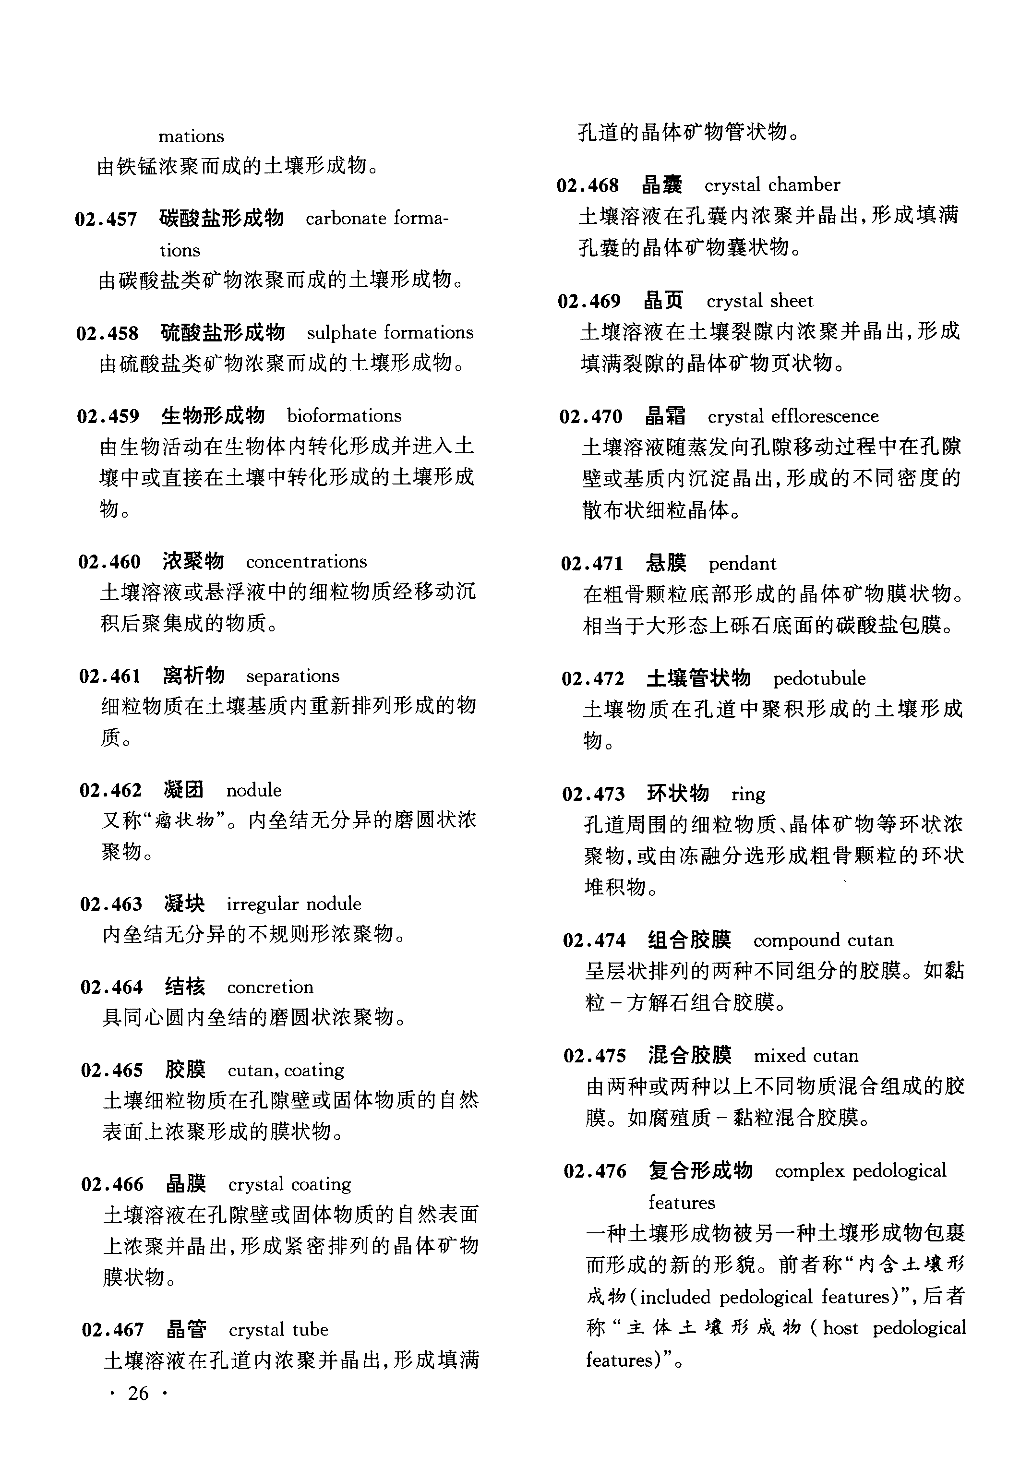 mations
由铁锰浓聚而成的土壤形成物。
02.457 碳酸盐形成物 carbonate forma-
tions
由碳酸盐类矿物浓聚而成的土壤形成物。
02.458 硫酸盐形成物 sulphate formations
由硫酸盐类矿物浓聚而成的土壤形成物。
02.459 生物形成物 bioformations
由生物活动在生物体内转化形成并进入土
壤中或直接在土壤中转化形成的土壤形成
物。
02.460 浓聚物 concentrations
土壤溶液或悬浮液中的细粒物质经移动沉
积后聚集成的物质。
02.461 离析物 separations
细粒物质在土壤基质内重新排列形成的物
质。
02.462 凝团 nodule
又称“瘤状物”。内垒结无分异的磨圆状浓
聚物。
02.463 凝块 irregular nodule
内垒结无分异的不规则形浓聚物。
02.464 结核 concretion
具同心圆内垒结的磨圆状浓聚物。
02.465 胶膜 cutan, coating
土壤细粒物质在孔隙壁或固体物质的自然
表面上浓聚形成的膜状物。
02.466 晶膜 crystal coating
土壤溶液在孔隙壁或固体物质的自然表面
上浓聚并晶出,形成紧密排列的晶体矿物
膜状物。
02.467 晶管 crystal tube
土壤溶液在孔道内浓聚并晶出,形成填满
· 26 ·
孔道的晶体矿物管状物。
02.468 晶囊 crystal chamber
土壤溶液在孔囊内浓聚并晶出,形成填满
孔囊的晶体矿物囊状物。
02.469 晶页 crystal sheet
土壤溶液在土壤裂隙内浓聚并晶出,形成
填满裂隙的晶体矿物页状物。
02.470 晶霜 crystal efflorescence
土壤溶液随蒸发向孔隙移动过程中在孔隙
壁或基质内沉淀晶出,形成的不同密度的
散布状细粒晶体。
02.471 悬膜 pendant
在粗骨颗粒底部形成的晶体矿物膜状物。
相当于大形态上砾石底面的碳酸盐包膜。
02.472 土壤管状物 pedotubule
土壤物质在孔道中聚积形成的土壤形成
物。
02.473 环状物 ring
孔道周围的细粒物质、晶体矿物等环状浓
聚物,或由冻融分选形成粗骨颗粒的环状
堆积物。
02.474 组合胶膜 compound cutan
呈层状排列的两种不同组分的胶膜。如黏
粒－方解石组合胶膜。
02.475 混合胶膜 mixed cutan
由两种或两种以上不同物质混合组成的胶
膜。如腐殖质－黏粒混合胶膜。
02.476 复合形成物 complex pedological
features
一种土壤形成物被另一种土壤形成物包裹
而形成的新的形貌。前者称“内含土壤形
成物(included pedological features)”,后者
称“主体土壤形成物(host pedological
features)”。